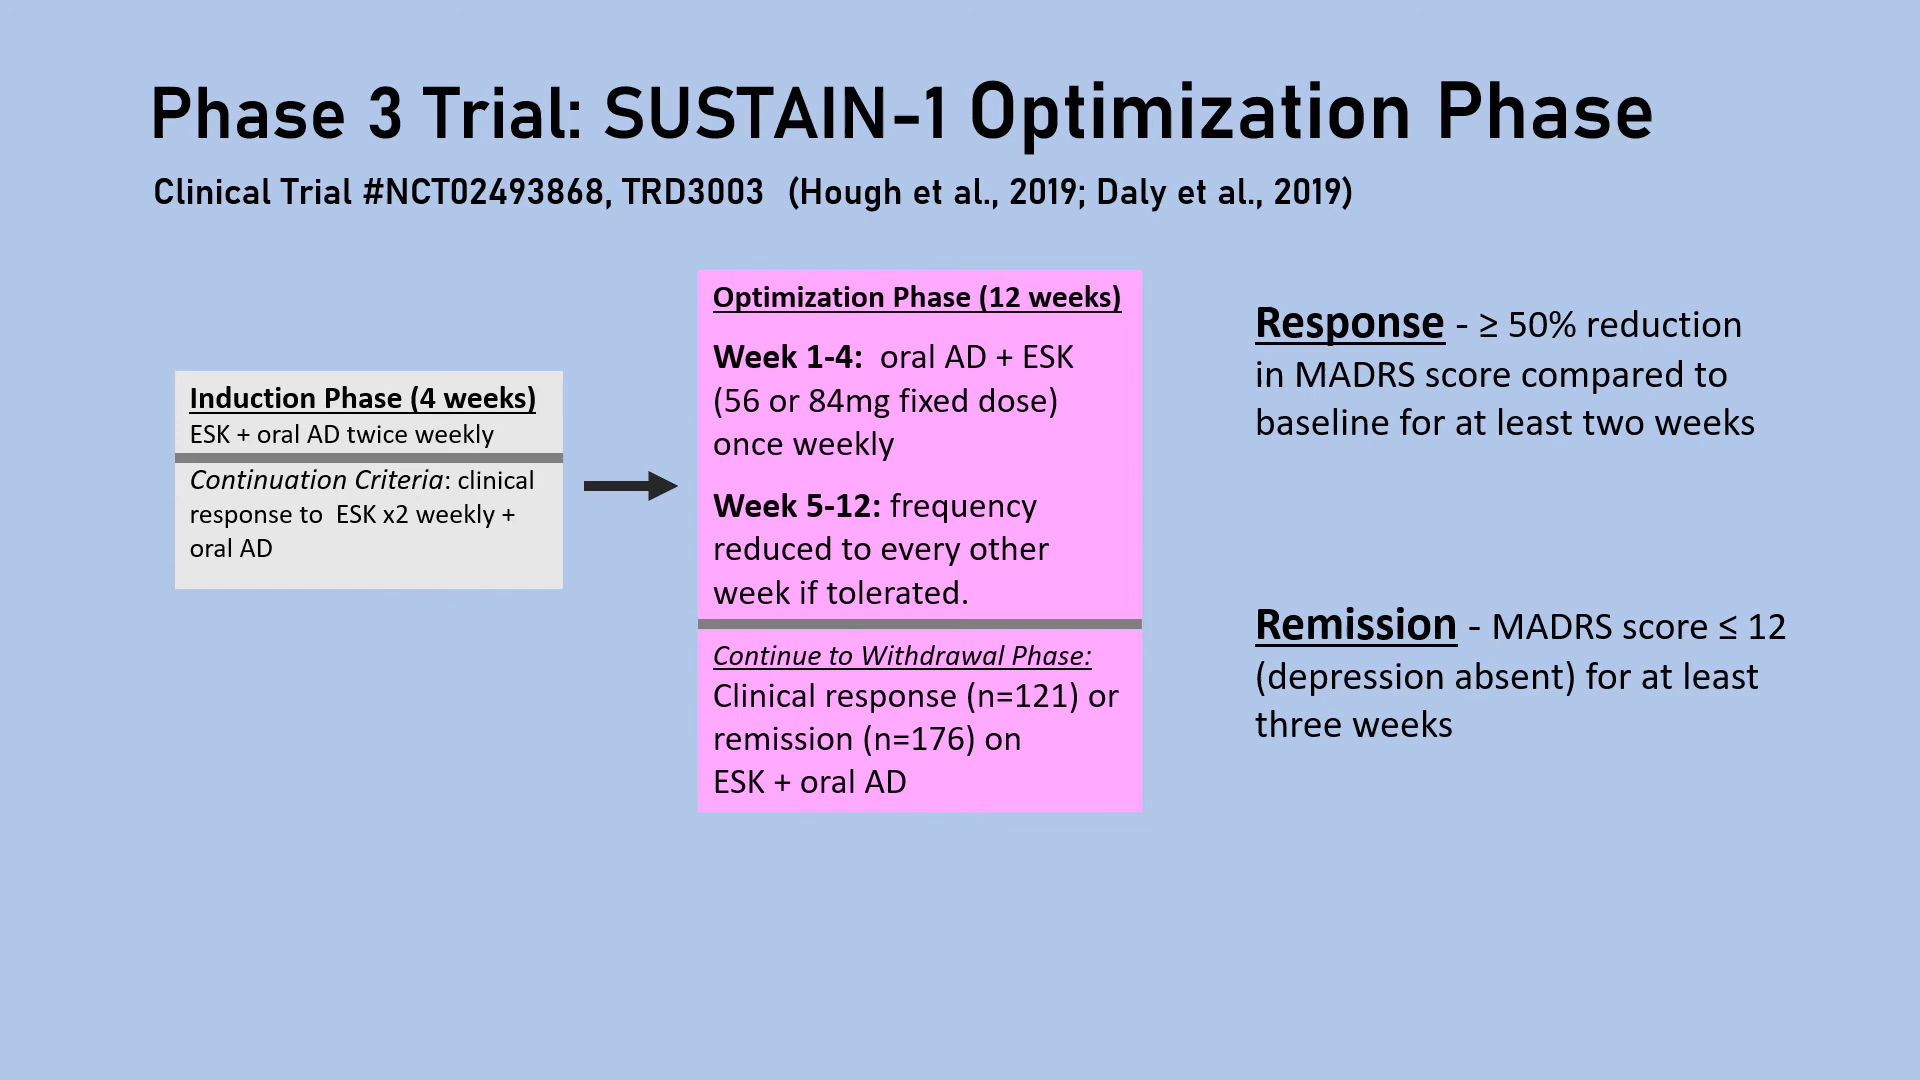 Phase 3 Trial: SUSTAIN-1 Optimization Phase
Clinical Trial #NCT02493868, TRD3003 (Hough et al., 2019; Daly et al., 2019)
Induction Phase (4 weeks)
ESK + oral AD twice weekly
Continuation Criteria: clinical
response to ESK x2 weekly +
oral AD
Optimization Phase (12 weeks)
Week 1-4: oral AD + ESK
(56 or 84mg fixed dose)
once weekly
Week 5-12: frequency
reduced to every other
week if tolerated.
Continue to Withdrawal Phase:
Clinical response (n=121) or
remission (n=176) on
ESK + oral AD
Response - ≥ 50% reduction
in MADRS score compared to
baseline for at least two weeks
Remission - MADRS score ≤ 12
(depression absent) for at least
three weeks